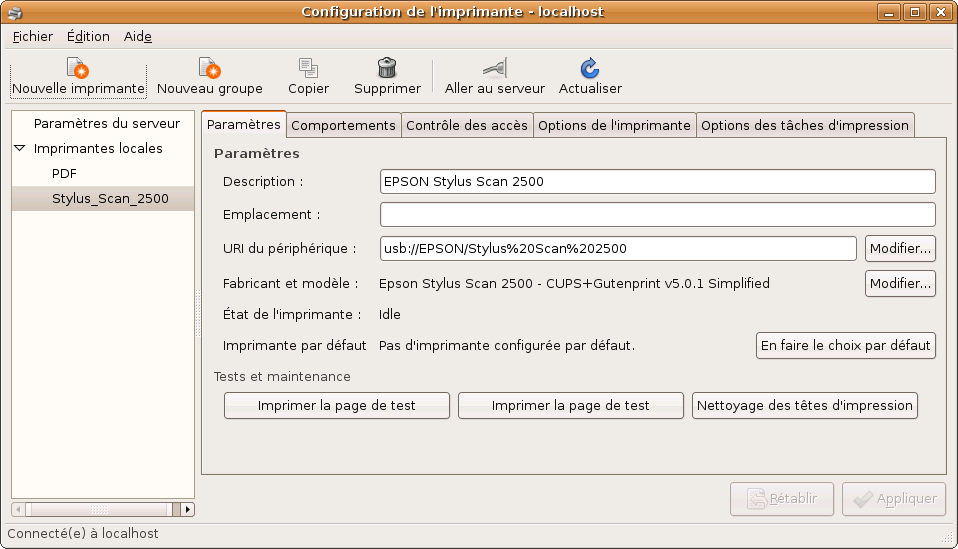 Configuration de l'imprimante - localhost
Fichier Édition Aide
Nouvelle imprimante Nouveau groupe Copier Supprimer Aller au serveur Actualiser
Paramètres du serveur
Imprimantes locales
PDF
Stylus_Scan_2500
Paramètres Comportements Contrôle des accès Options de l'imprimante Options des tâches d'impression
Paramètres
Description : EPSON Stylus Scan 2500
Emplacement :
URI du périphérique : usb://EPSON/Stylus%20Scan%202500 Modifier...
Fabricant et modèle : Epson Stylus Scan 2500 - CUPS+Gutenprint v5.0.1 Simplified Modifier...
État de l'imprimante : Idle
Imprimante par défaut Pas d'imprimante configurée par défaut. En faire le choix par défaut
Tests et maintenance
Imprimer la page de test Imprimer la page de test Nettoyage des têtes d'impression
Rétablir Appliquer
Connecté(e) à localhost